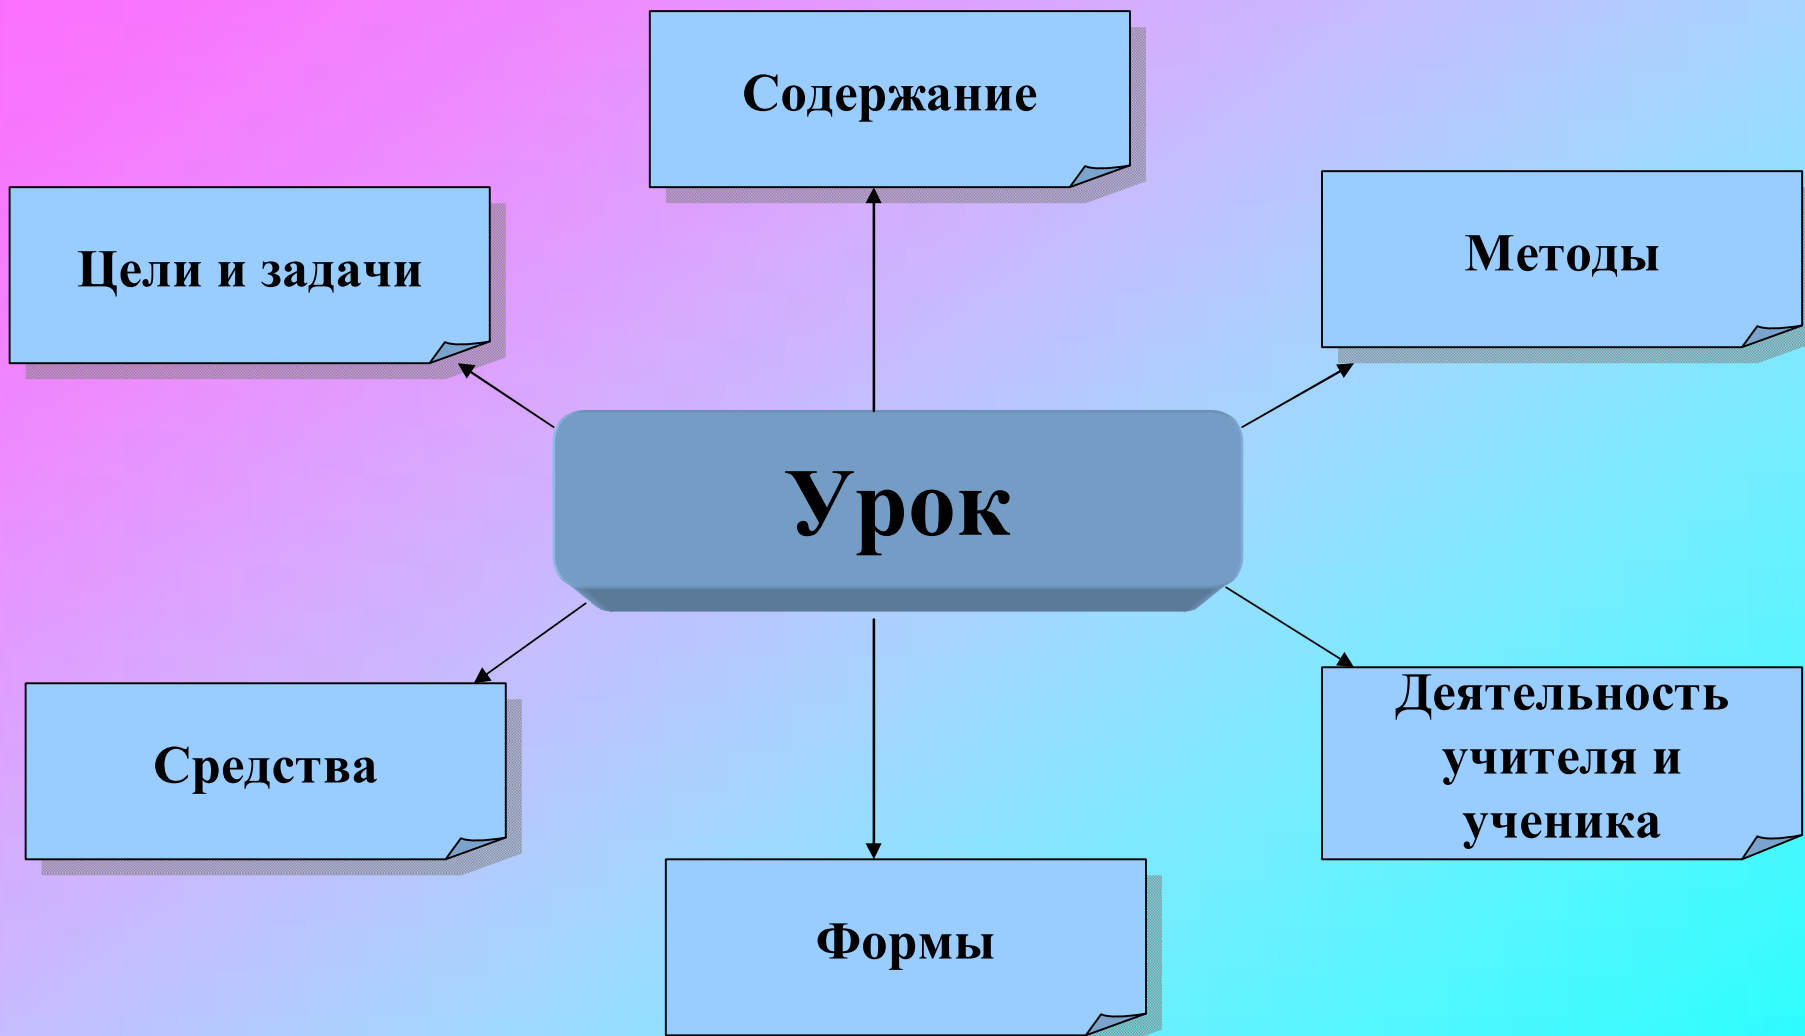 Содержание
Цели и задачи
Методы
Урок
Средства
Деятельность
учителя и
ученика
Формы